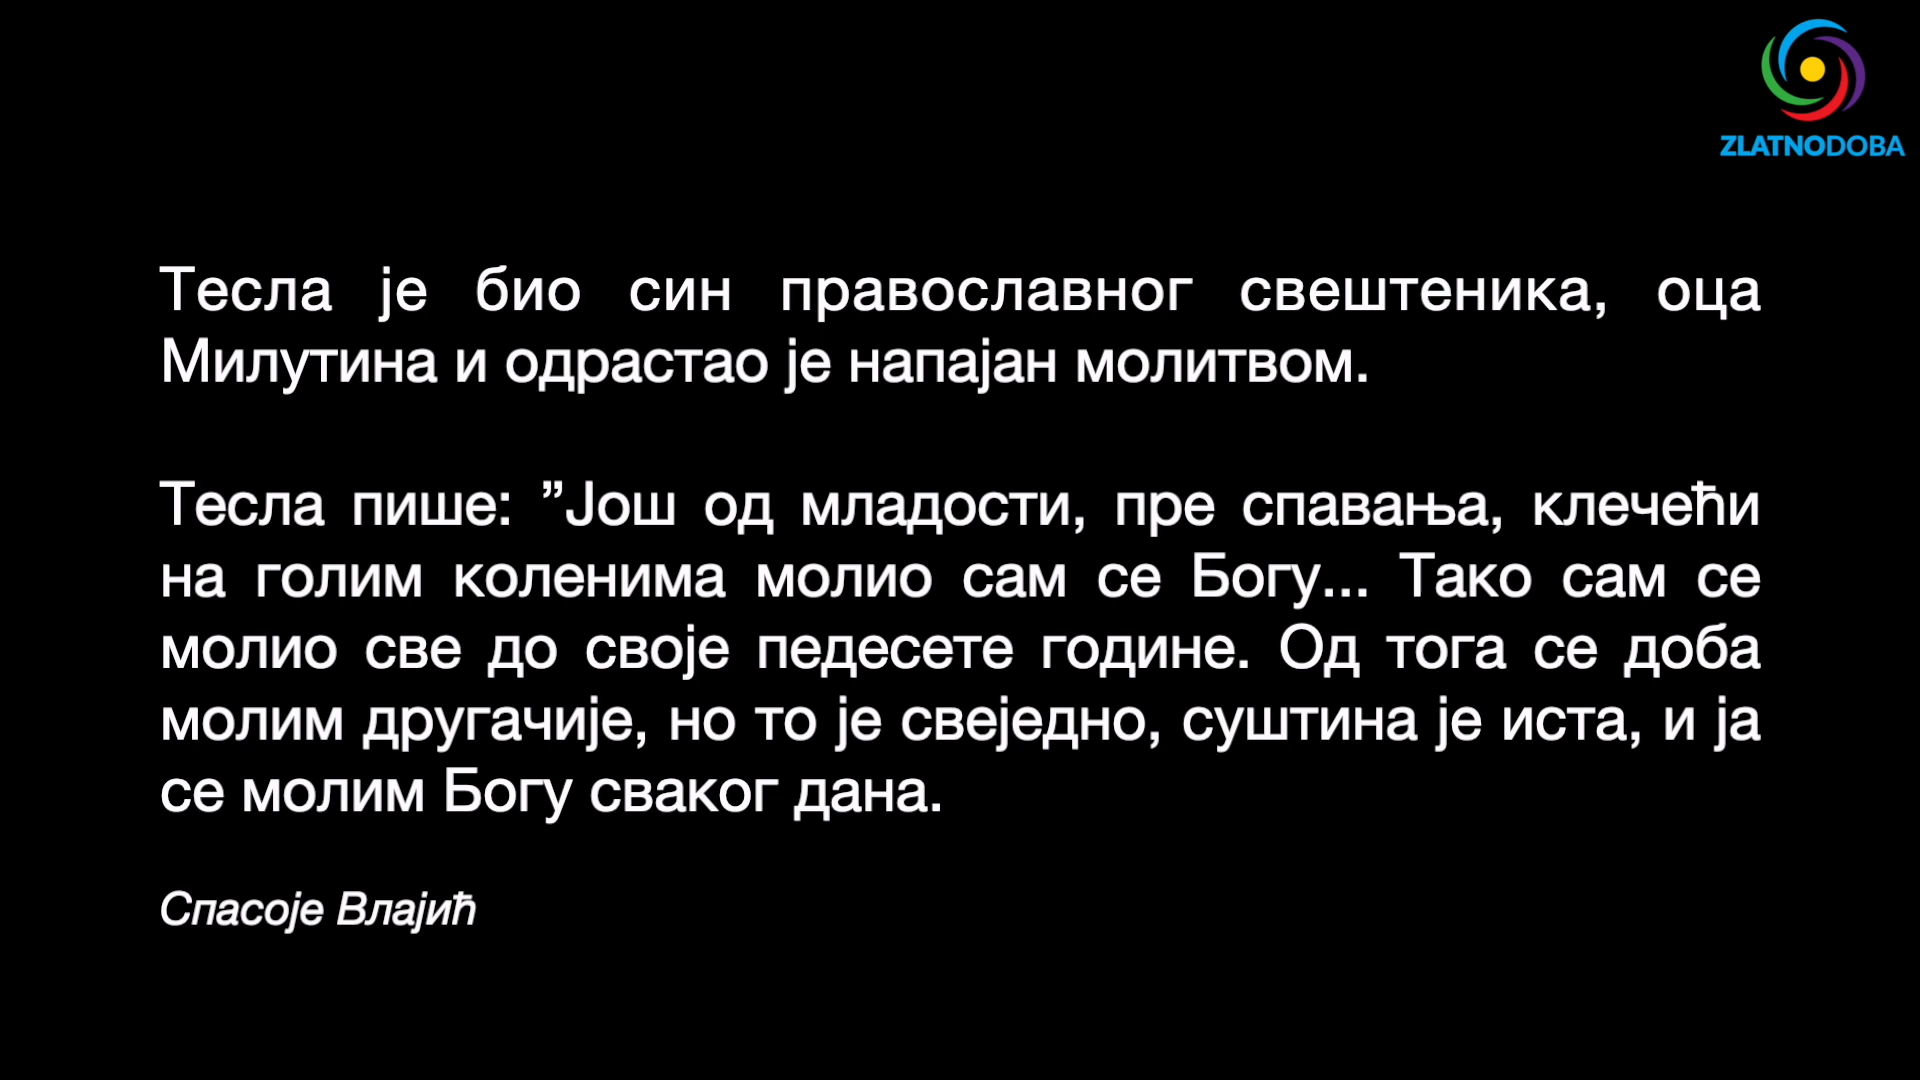 ZLATNODOBA
Тесла је био син православног свештеника, оца
Милутина и одрастао је напајан молитвом.
Тесла пише: ”Још од младости, пре спавања, клечећи
на голим коленима молио сам се Богу... Тако сам се
молио све до своје педесете године. Од тога се доба
молим другачије, но то је свеједно, суштина је иста, и ја
се молим Богу сваког дана.
Спасоје Влајић